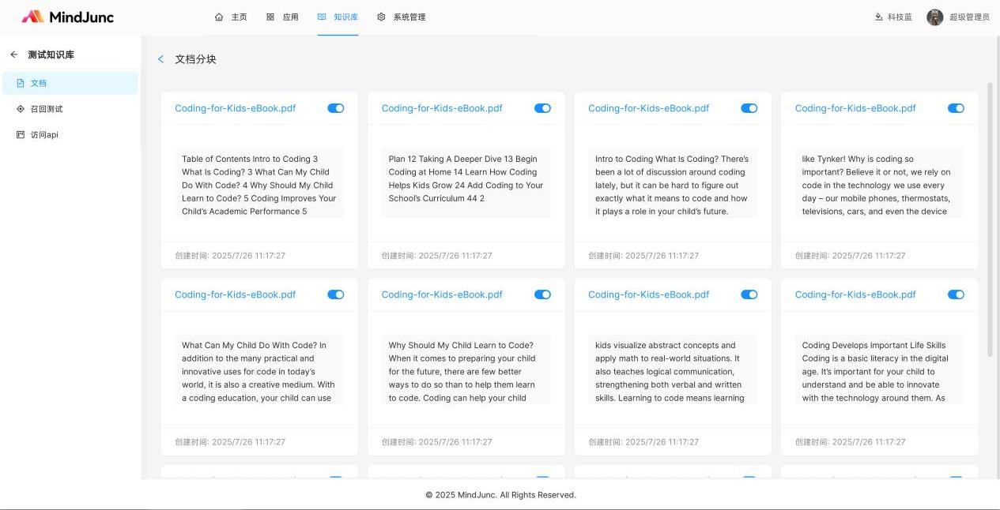 MindJunc
主页
应用
知识库
系统管理
科技蓝
超级管理员
测试知识库
文档
召回测试
访问api
文档分块
Coding-for-Kids-eBook.pdf
Table of Contents Intro to Coding 3
What Is Coding? 3 What Can My Child
Do With Code? 4 Why Should My Child
Learn to Code? 5 Coding Improves Your
Child's Academic Performance 5
创建时间: 2025/7/26 11:17:27
Coding-for-Kids-eBook.pdf
Plan 12 Taking A Deeper Dive 13 Begin
Coding at Home 14 Learn How Coding
Helps Kids Grow 24 Add Coding to Your
School's Curriculum 44 2
创建时间: 2025/7/26 11:17:27
Coding-for-Kids-eBook.pdf
Intro to Coding What Is Coding? There's
been a lot of discussion around coding
lately, but it can be hard to figure out
exactly what it means to code and how
it plays a role in your child's future.
创建时间: 2025/7/26 11:17:27
Coding-for-Kids-eBook.pdf
like Tynker! Why is coding so
important? Believe it or not, we rely on
code in the technology we use every
day – our mobile phones, thermostats,
televisions, cars, and even the device
创建时间: 2025/7/26 11:17:27
Coding-for-Kids-eBook.pdf
What Can My Child Do With Code? In
addition to the many practical and
innovative uses for code in today's
world, it is also a creative medium. With
a coding education, your child can use
创建时间: 2025/7/26 11:17:27
Coding-for-Kids-eBook.pdf
Why Should My Child Learn to Code?
When it comes to preparing your child
for the future, there are few better
ways to do so than to help them learn
to code. Coding can help your child
创建时间: 2025/7/26 11:17:27
Coding-for-Kids-eBook.pdf
kids visualize abstract concepts and
apply math to real-world situations. It
also teaches logical communication,
strengthening both verbal and written
skills. Learning to code means learning
创建时间: 2025/7/26 11:17:27
Coding-for-Kids-eBook.pdf
Coding Develops Important Life Skills
Coding is a basic literacy in the digital
age. It's important for your child to
understand and be able to innovate
with the technology around them. As
创建时间: 2025/7/26 11:17:27
© 2025 MindJunc. All Rights Reserved.